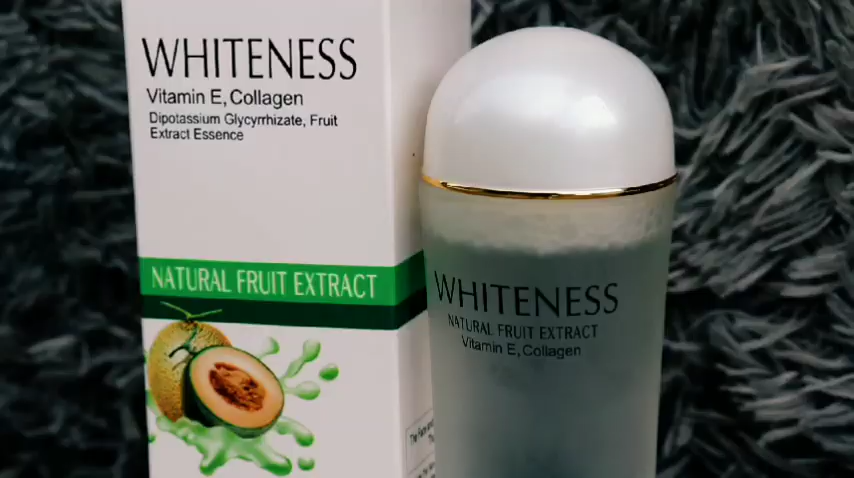 WHITENESS
Vitamin E, Collagen
Dipotassium Glycyrrhizate, Fruit
Extract Essence
NATURAL FRUIT EXTRACT
WHITENESS
NATURAL FRUIT EXTRACT
Vitamin E, Collagen